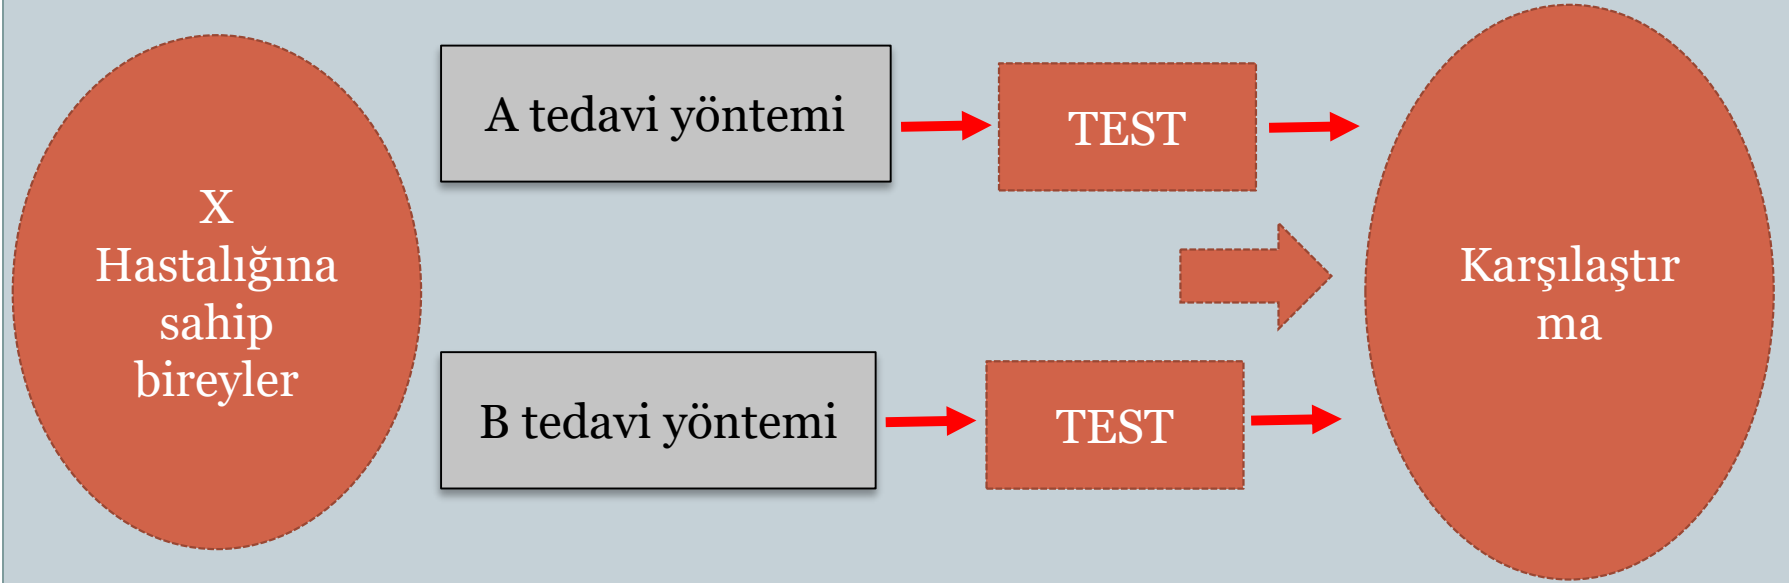 X
Hastalığına
sahip
bireyler
A tedavi yöntemi
TEST
B tedavi yöntemi
TEST
Karşılaştır
ma